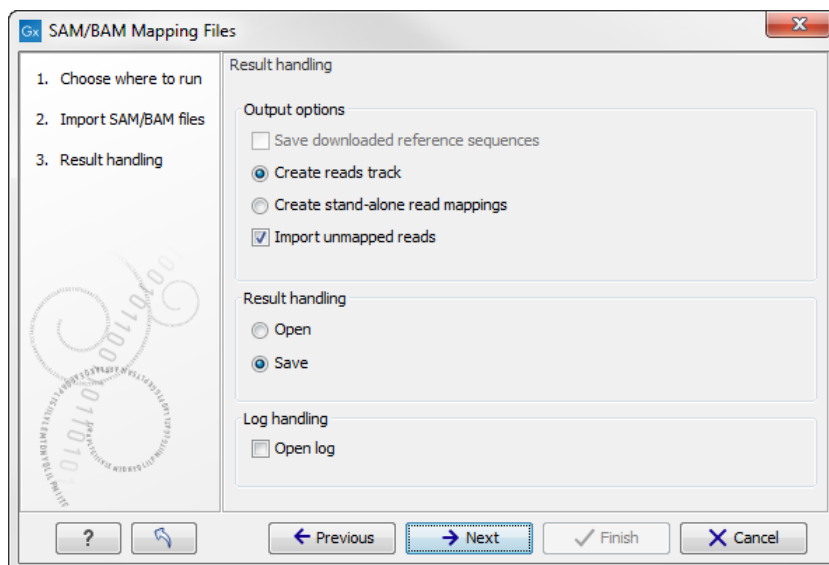 Gx SAM/BAM Mapping Files
X
1. Choose where to run
2. Import SAM/BAM files
3. Result handling
Result handling
Output options
Save downloaded reference sequences
Create reads track
Create stand-alone read mappings
Import unmapped reads
Result handling
Open
Save
Log handling
Open log
? Previous Next Finish Cancel